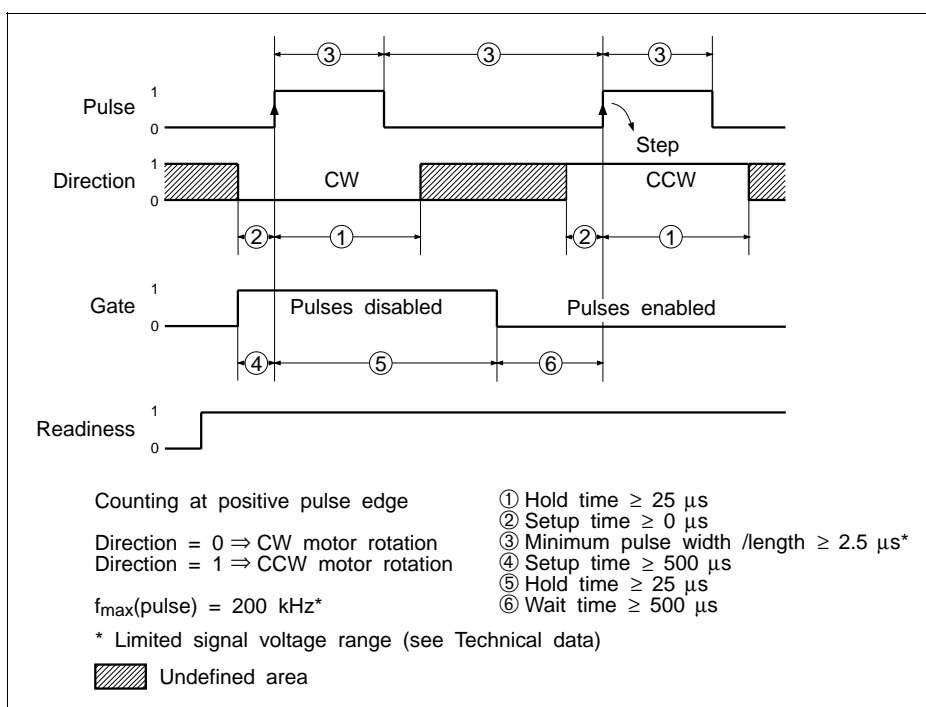 ③ ③ ③
Pulse
1
0
Step
Direction
1
0
CW
CCW
② ① ② ①
Gate
1
0
Pulses disabled
Pulses enabled
④ ⑤ ⑥
Readiness
1
0
Counting at positive pulse edge
Direction = 0 ⇒ CW motor rotation
Direction = 1 ⇒ CCW motor rotation
fmax(pulse) = 200 kHz*
① Hold time ≥ 25 μs
② Setup time ≥ 0 μs
③ Minimum pulse width /length ≥ 2.5 μs*
④ Setup time ≥ 500 μs
⑤ Hold time ≥ 25 μs
⑥ Wait time ≥ 500 μs
* Limited signal voltage range (see Technical data)
Undefined area